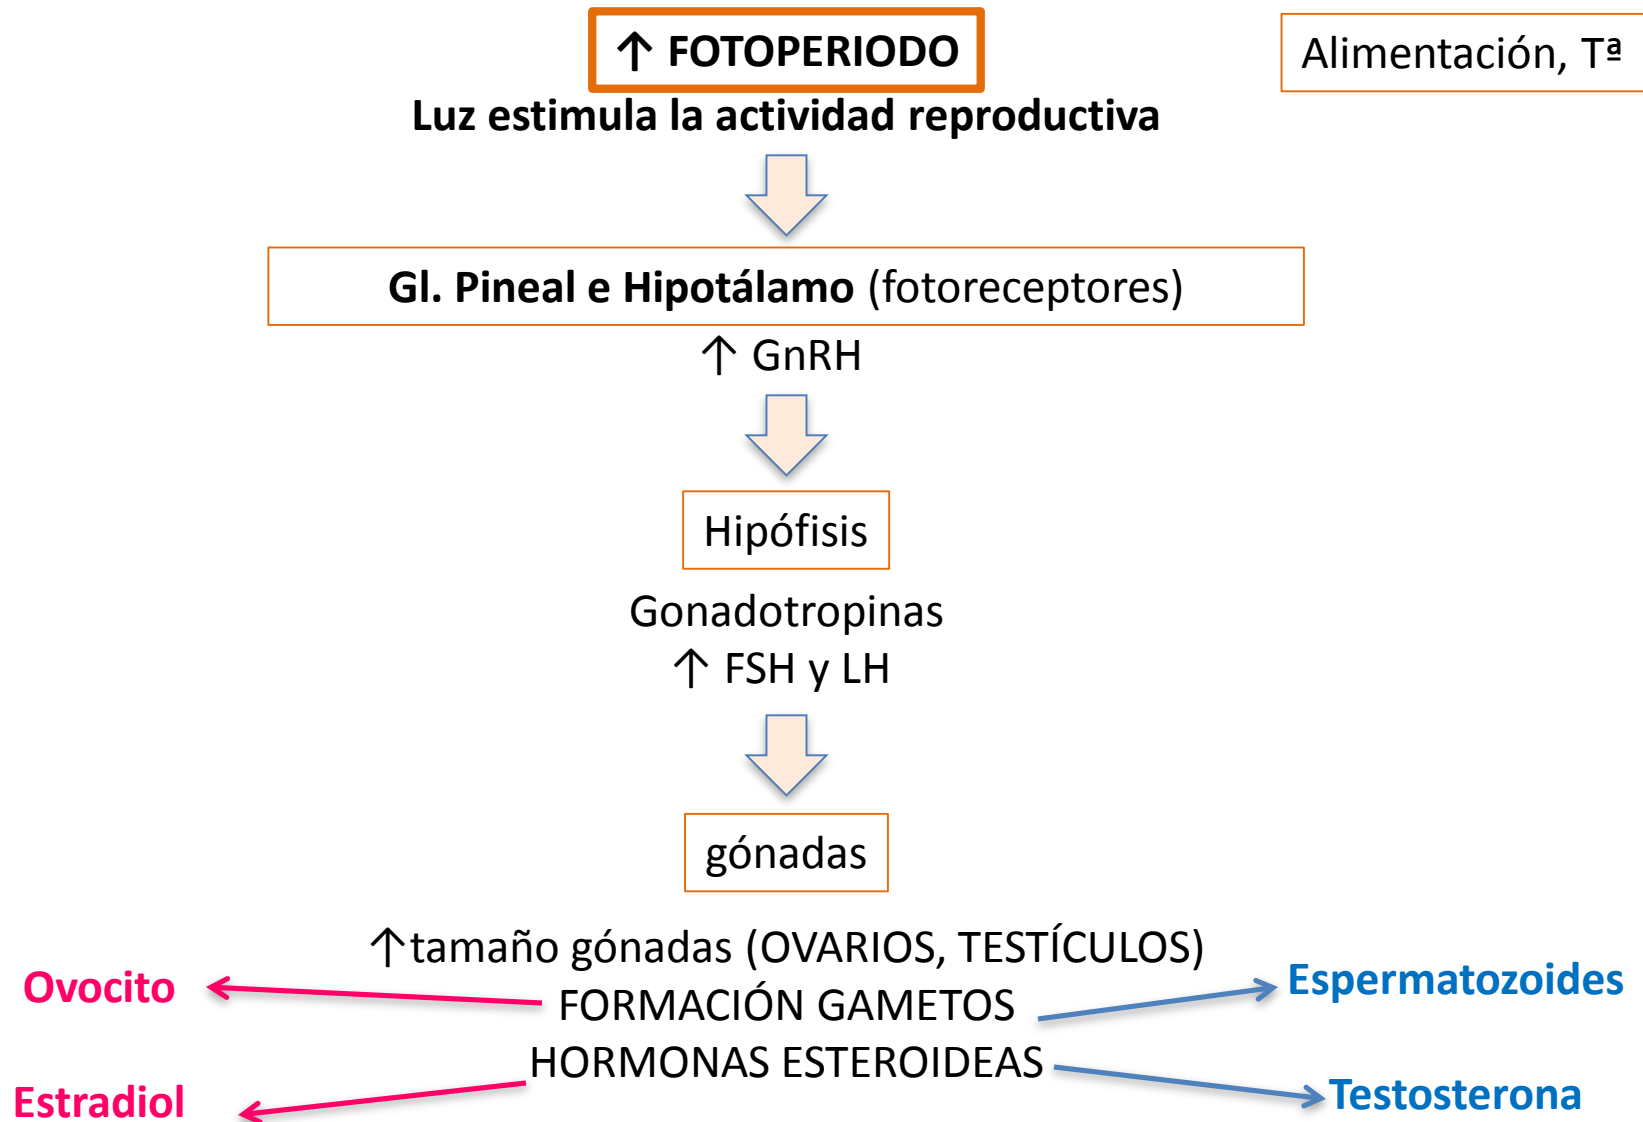 ↑ FOTOPERIODO
Alimentación, Tª
Luz estimula la actividad reproductiva
Gl. Pineal e Hipotálamo (fotoreceptores)
↑ GnRH
Hipófisis
Gonadotropinas
↑ FSH y LH
gónadas
↑tamaño gónadas (OVARIOS, TESTÍCULOS)
Ovocito
FORMACIÓN GAMETOS
Espermatozoides
HORMONAS ESTEROIDEAS
Estradiol
Testosterona